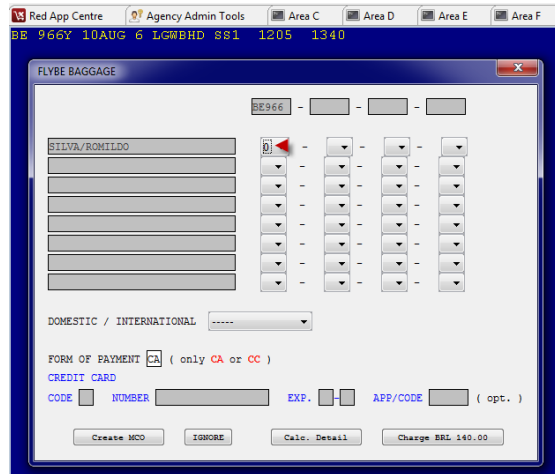 Red App Centre Agency Admin Tools Area C Area D Area E Area F
BE 966Y 10AUG 6 LGWBHD SS1 1205 1340
FLYBE BAGGAGE
BE966 - - -
SILVA/ROMILDO 0 - - -
- - -
- - -
- - -
- - -
- - -
- - -
- - -
DOMESTIC / INTERNATIONAL -----
FORM OF PAYMENT CA ( only CA or CC )
CREDIT CARD
CODE NUMBER EXP. - APP/CODE ( opt. )
Create MCO IGNORE Calc. Detail Charge BRL 140.00